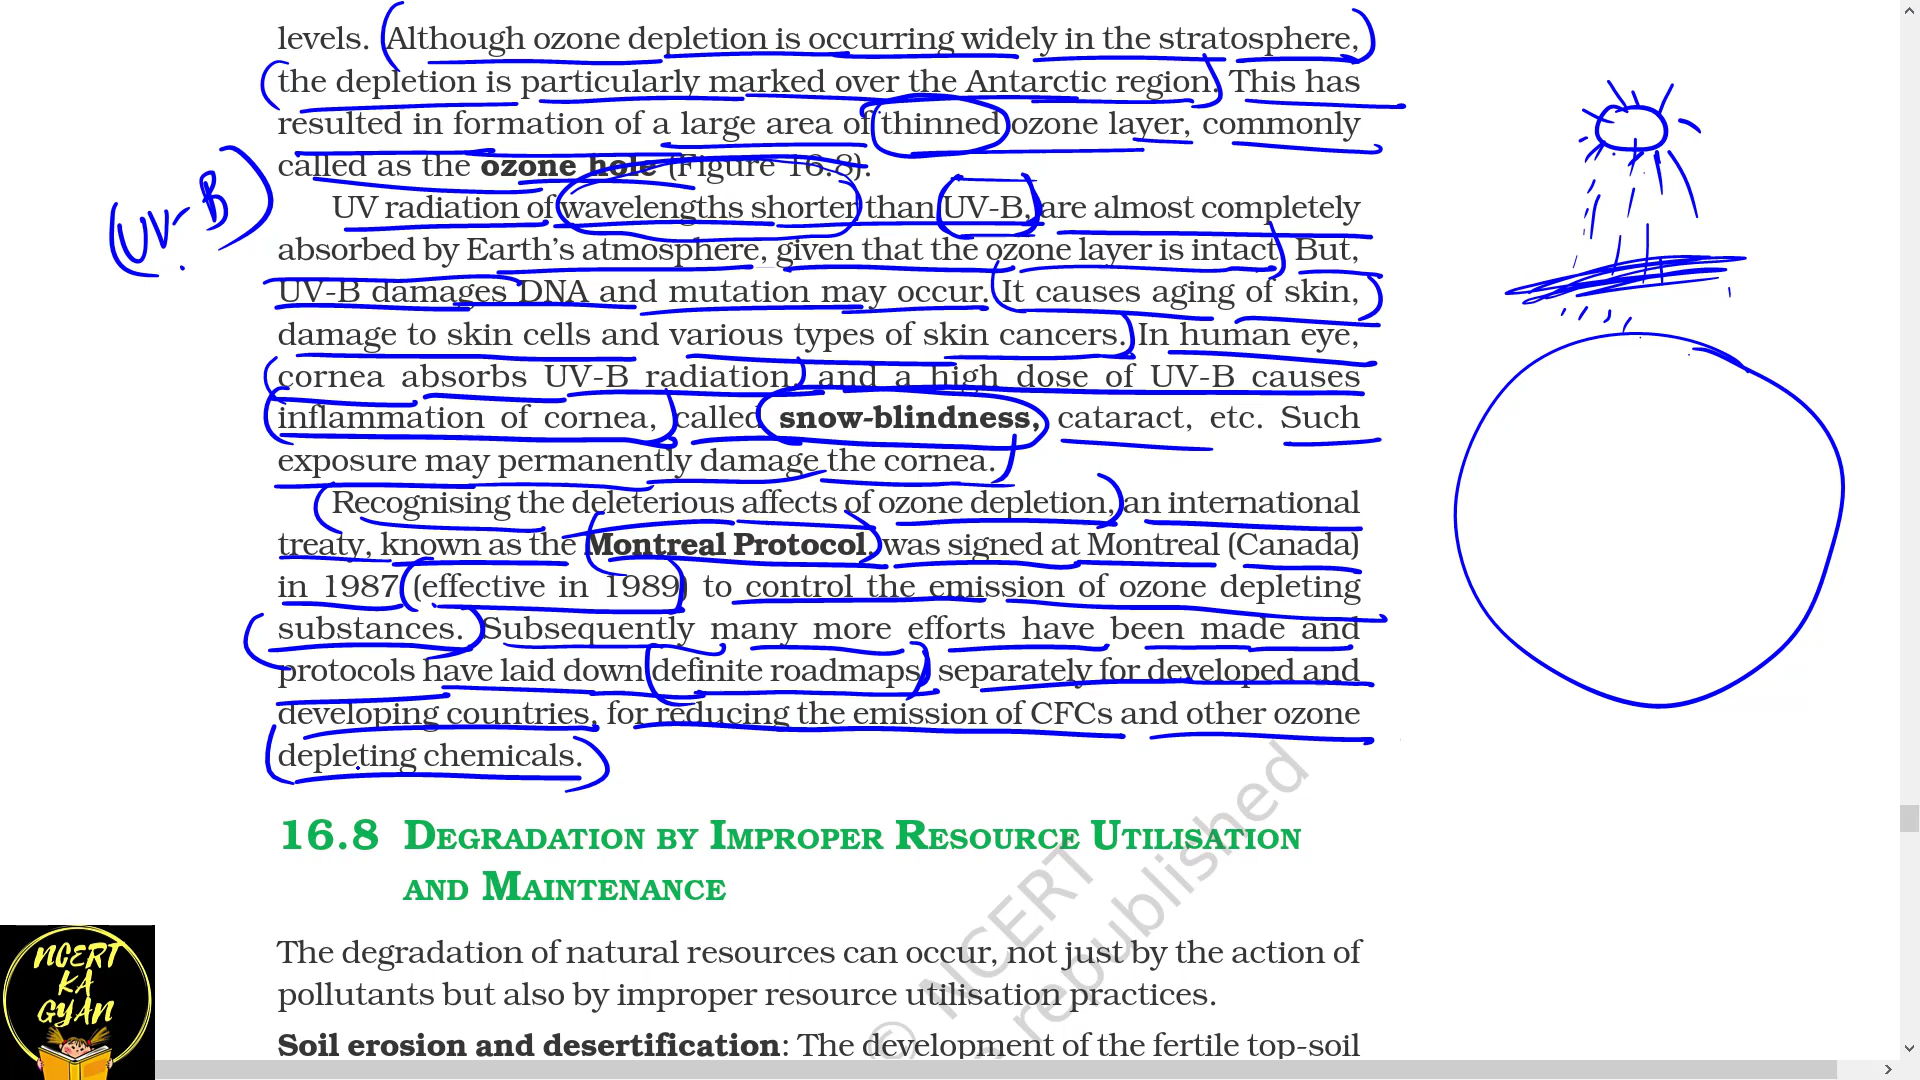 levels. Although ozone depletion is occurring widely in the stratosphere,
the depletion is particularly marked over the Antarctic region. This has
resulted in formation of a large area of thinned ozone layer, commonly
called as the ozone hole (Figure 16.8).
UV radiation of wavelengths shorter than UV-B, are almost completely
absorbed by Earth's atmosphere, given that the ozone layer is intact. But,
UV-B damages DNA and mutation may occur. It causes aging of skin,
damage to skin cells and various types of skin cancers. In human eye,
cornea absorbs UV-B radiation, and a high dose of UV-B causes
inflammation of cornea, called snow-blindness, cataract, etc. Such
exposure may permanently damage the cornea.
Recognising the deleterious affects of ozone depletion, an international
treaty, known as the Montreal Protocol, was signed at Montreal (Canada)
in 1987 (effective in 1989) to control the emission of ozone depleting
substances. Subsequently many more efforts have been made and
protocols have laid down definite roadmaps, separately for developed and
developing countries, for reducing the emission of CFCs and other ozone
depleting chemicals.
(UV-B)
16.8 Degradation by Improper Resource Utilisation
and Maintenance
The degradation of natural resources can occur, not just by the action of
pollutants but also by improper resource utilisation practices.
Soil erosion and desertification: The development of the fertile top-soil
© NCERT
republished
NCERT
KA
GYAN